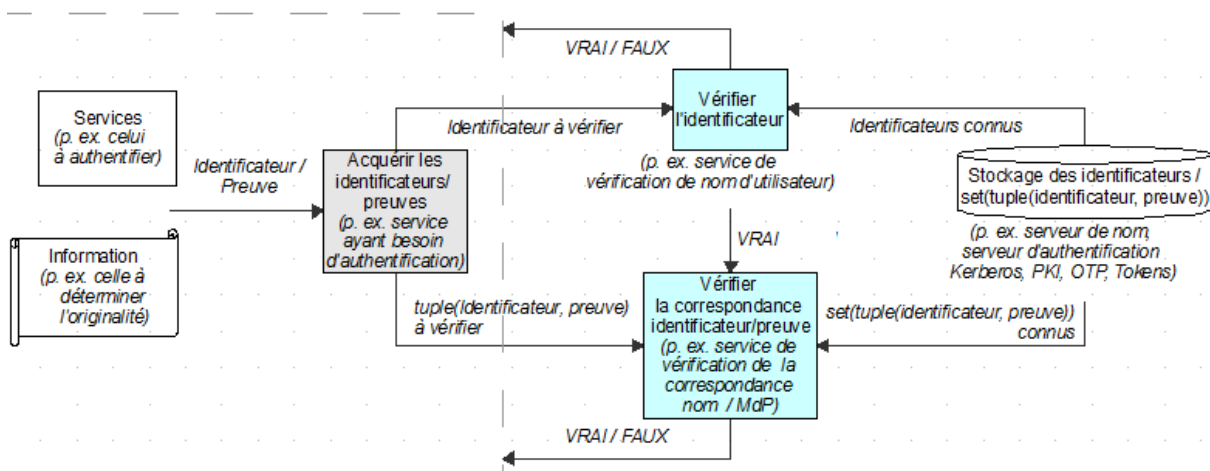 VRAI / FAUX
Services
(p. ex. celui
à authentifier)
Identificateur /
Preuve
Information
(p. ex. celle à
déterminer
l'originalité)
Acquérir les
identificateurs/
preuves
(p. ex. service
ayant besoin
d'authentification)
Identificateur à vérifier
Vérifier
l'identificateur
(p. ex. service de
vérification de nom d'utilisateur)
Identificateurs connus
Stockage des identificateurs /
set(tuple(identificateur, preuve))
(p. ex. serveur de nom,
serveur d'authentification
Kerberos, PKI, OTP, Tokens)
VRAI
tuple(Identificateur, preuve)
à vérifier
Vérifier
la correspondance
identificateur/preuve
(p. ex. service de
vérification de la
correspondance
nom / MdP)
set(tuple(identificateur, preuve))
connus
VRAI / FAUX